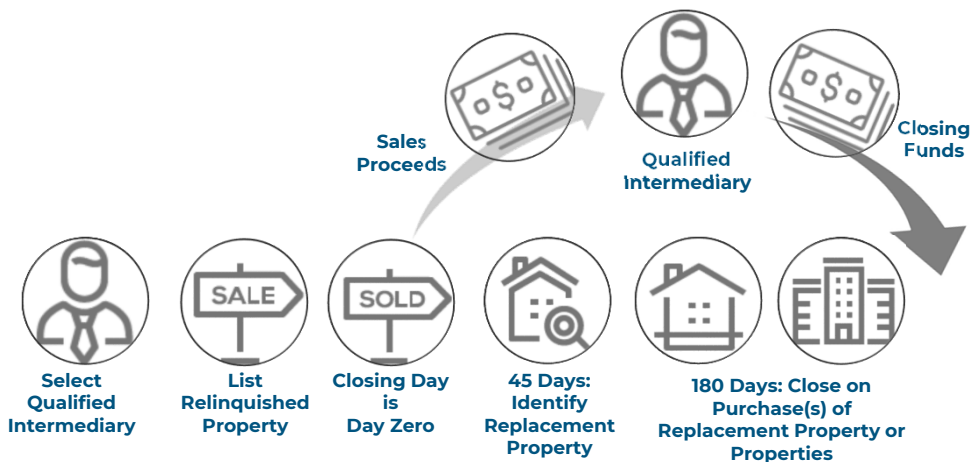 Sales
Proceeds
Qualified
Intermediary
Closing
Funds
SALE
SOLD
Select
Qualified
Intermediary
List
Relinquished
Property
Closing Day
is
Day Zero
45 Days:
Identify
Replacement
Property
180 Days: Close on
Purchase(s) of
Replacement Property or
Properties